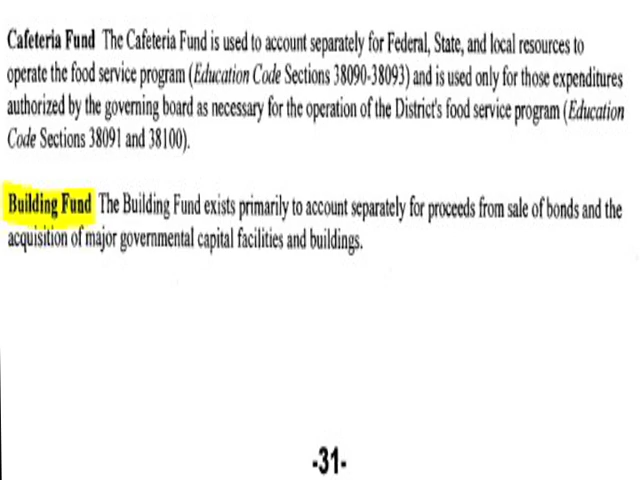 Cafeteria Fund The Cafeteria Fund is used to account separately for Federal, State, and local resources to
operate the food service program (Education Code Sections 38090-38093) and is used only for those expenditures
authorized by the governing board as necessary for the operation of the District's food service program (Education
Code Sections 38091 and 38100).
Building Fund The Building Fund exists primarily to account separately for proceeds from sale of bonds and the
acquisition of major governmental capital facilities and buildings.
-31-